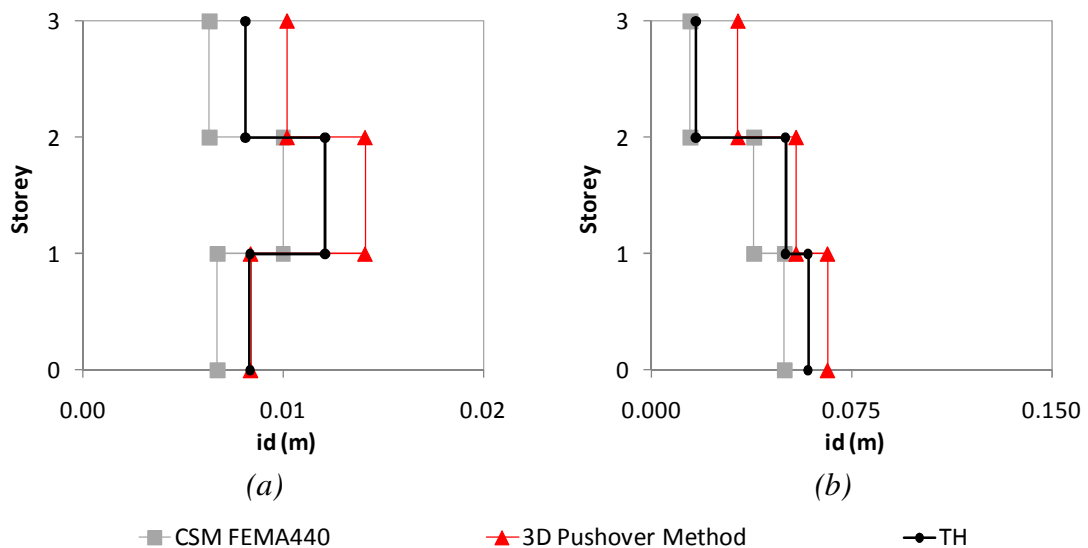 3
2
1
0
Storey
0.00
0.01
0.02
id (m)
(a)
3
2
1
0
Storey
0.000
0.075
0.150
id (m)
(b)
CSM FEMA440
3D Pushover Method
TH